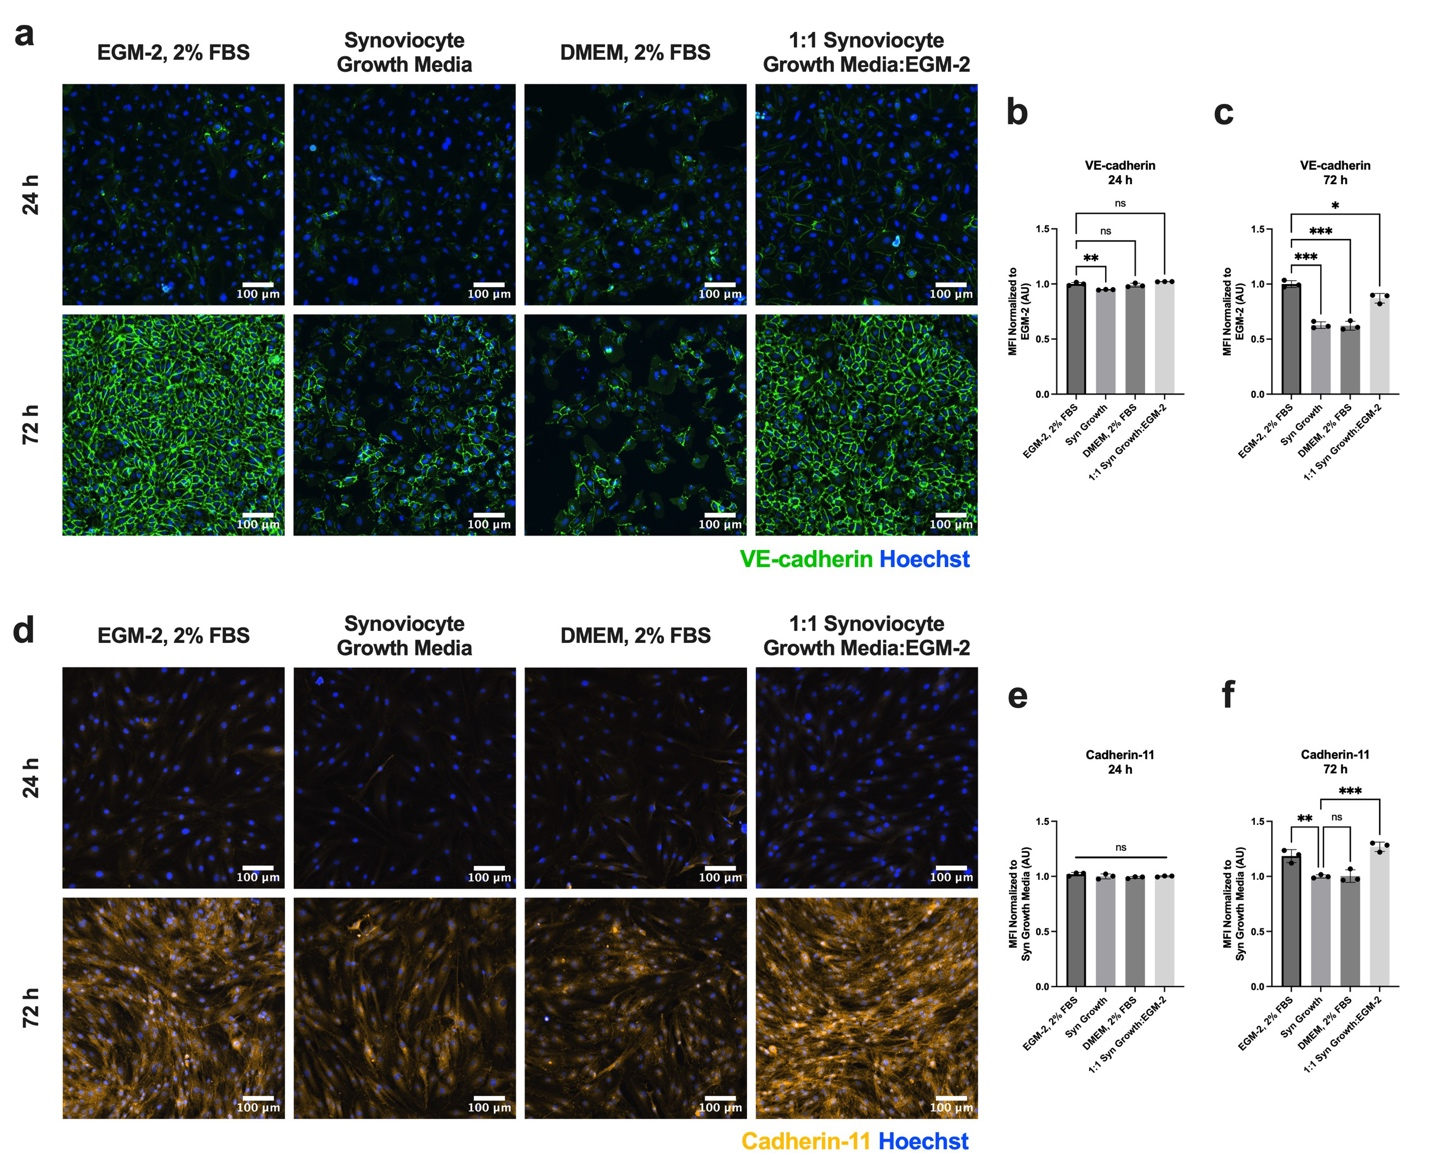 a
EGM-2, 2% FBS
Synoviocyte
Growth Media
DMEM, 2% FBS
1:1 Synoviocyte
Growth Media:EGM-2
24 h
100 µm
100 µm
100 µm
100 µm
72 h
100 µm
100 µm
100 µm
100 µm
VE-cadherin Hoechst
b
VE-cadherin
24 h
ns
ns
**
1.5
1.0
0.5
0.0
MFI Normalized to
EGM-2 (AU)
EGM-2, 2% FBS
Syn Growth
DMEM, 2% FBS
1:1 Syn Growth:EGM-2
c
VE-cadherin
72 h
*
***
***
1.5
1.0
0.5
0.0
MFI Normalized to
EGM-2 (AU)
EGM-2, 2% FBS
Syn Growth
DMEM, 2% FBS
1:1 Syn Growth:EGM-2
d
EGM-2, 2% FBS
Synoviocyte
Growth Media
DMEM, 2% FBS
1:1 Synoviocyte
Growth Media:EGM-2
24 h
100 µm
100 µm
100 µm
100 µm
72 h
100 µm
100 µm
100 µm
100 µm
Cadherin-11 Hoechst
e
Cadherin-11
24 h
ns
1.5
1.0
0.5
0.0
MFI Normalized to
Syn Growth Media (AU)
EGM-2, 2% FBS
Syn Growth
DMEM, 2% FBS
1:1 Syn Growth:EGM-2
f
Cadherin-11
72 h
***
** ns
1.5
1.0
0.5
0.0
MFI Normalized to
Syn Growth Media (AU)
EGM-2, 2% FBS
Syn Growth
DMEM, 2% FBS
1:1 Syn Growth:EGM-2